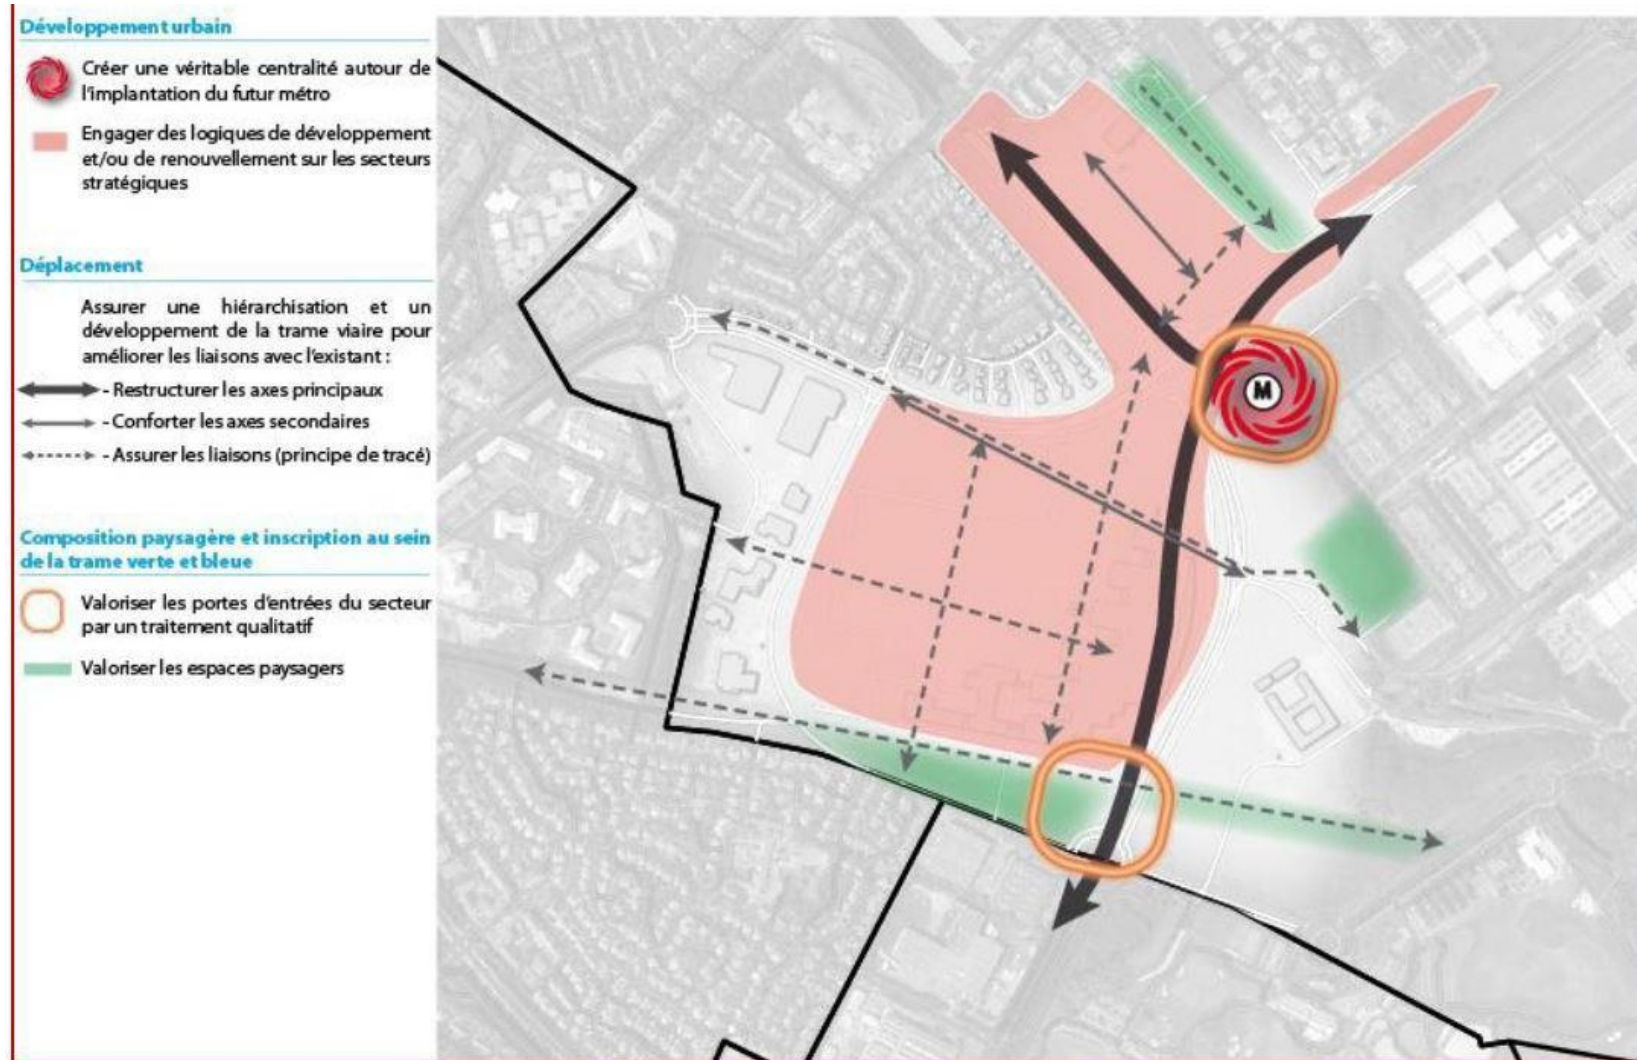 Développement urbain
Créer une véritable centralité autour de
l'implantation du futur métro
Engager des logiques de développement
et/ou de renouvellement sur les secteurs
stratégiques
Déplacement
Assurer une hiérarchisation et un
développement de la trame viaire pour
améliorer les liaisons avec l'existant :
- Restructurer les axes principaux
- Conforter les axes secondaires
- Assurer les liaisons (principe de tracé)
Composition paysagère et inscription au sein
de la trame verte et bleue
Valoriser les portes d'entrées du secteur
par un traitement qualitatif
Valoriser les espaces paysagers
M